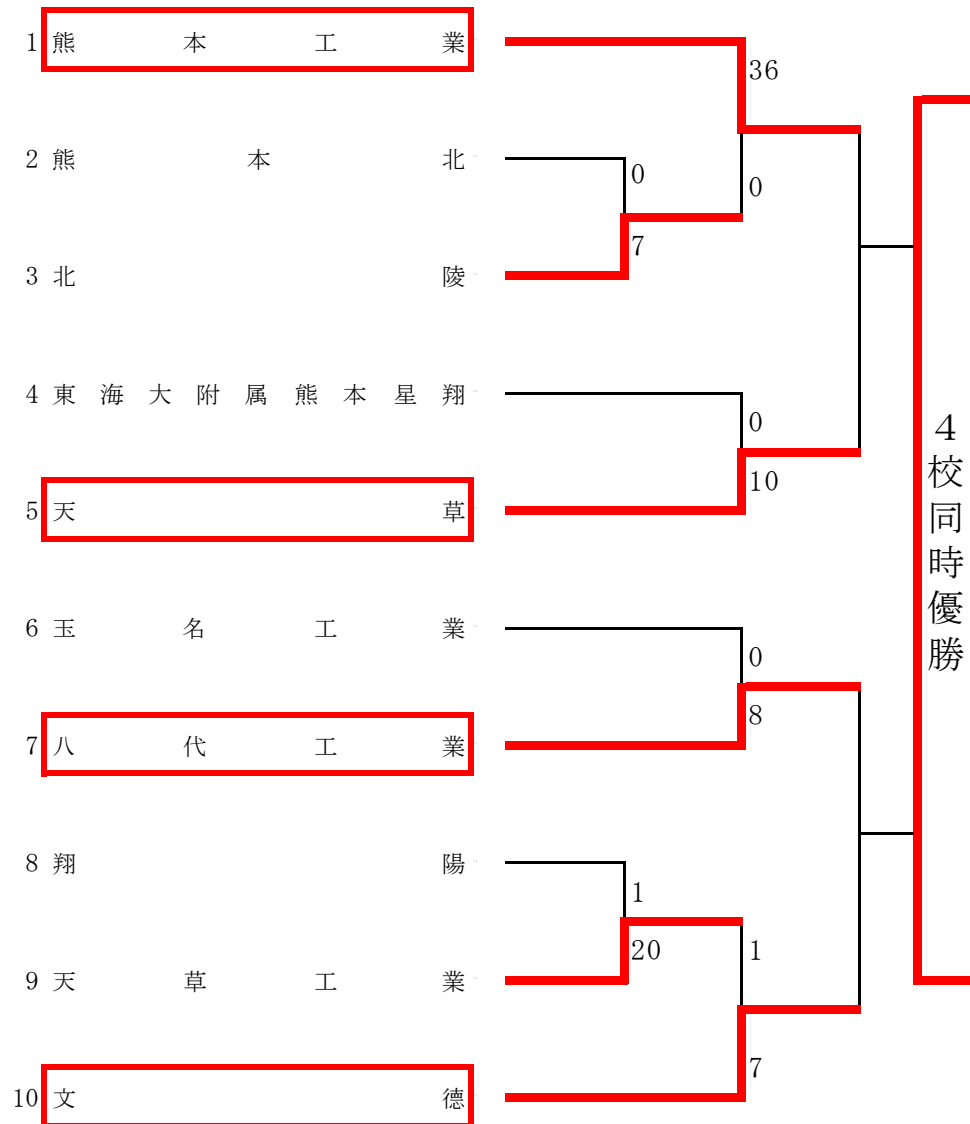 1 熊本工業
36
2 熊本北
0
0
7
3 北陵
4 東海大附属熊本星翔
0
10
5 天草
6 玉名工業
0
8
7 八代工業
8 翔陽
1
20
1
9 天草工業
7
10 文徳
4校同時優勝